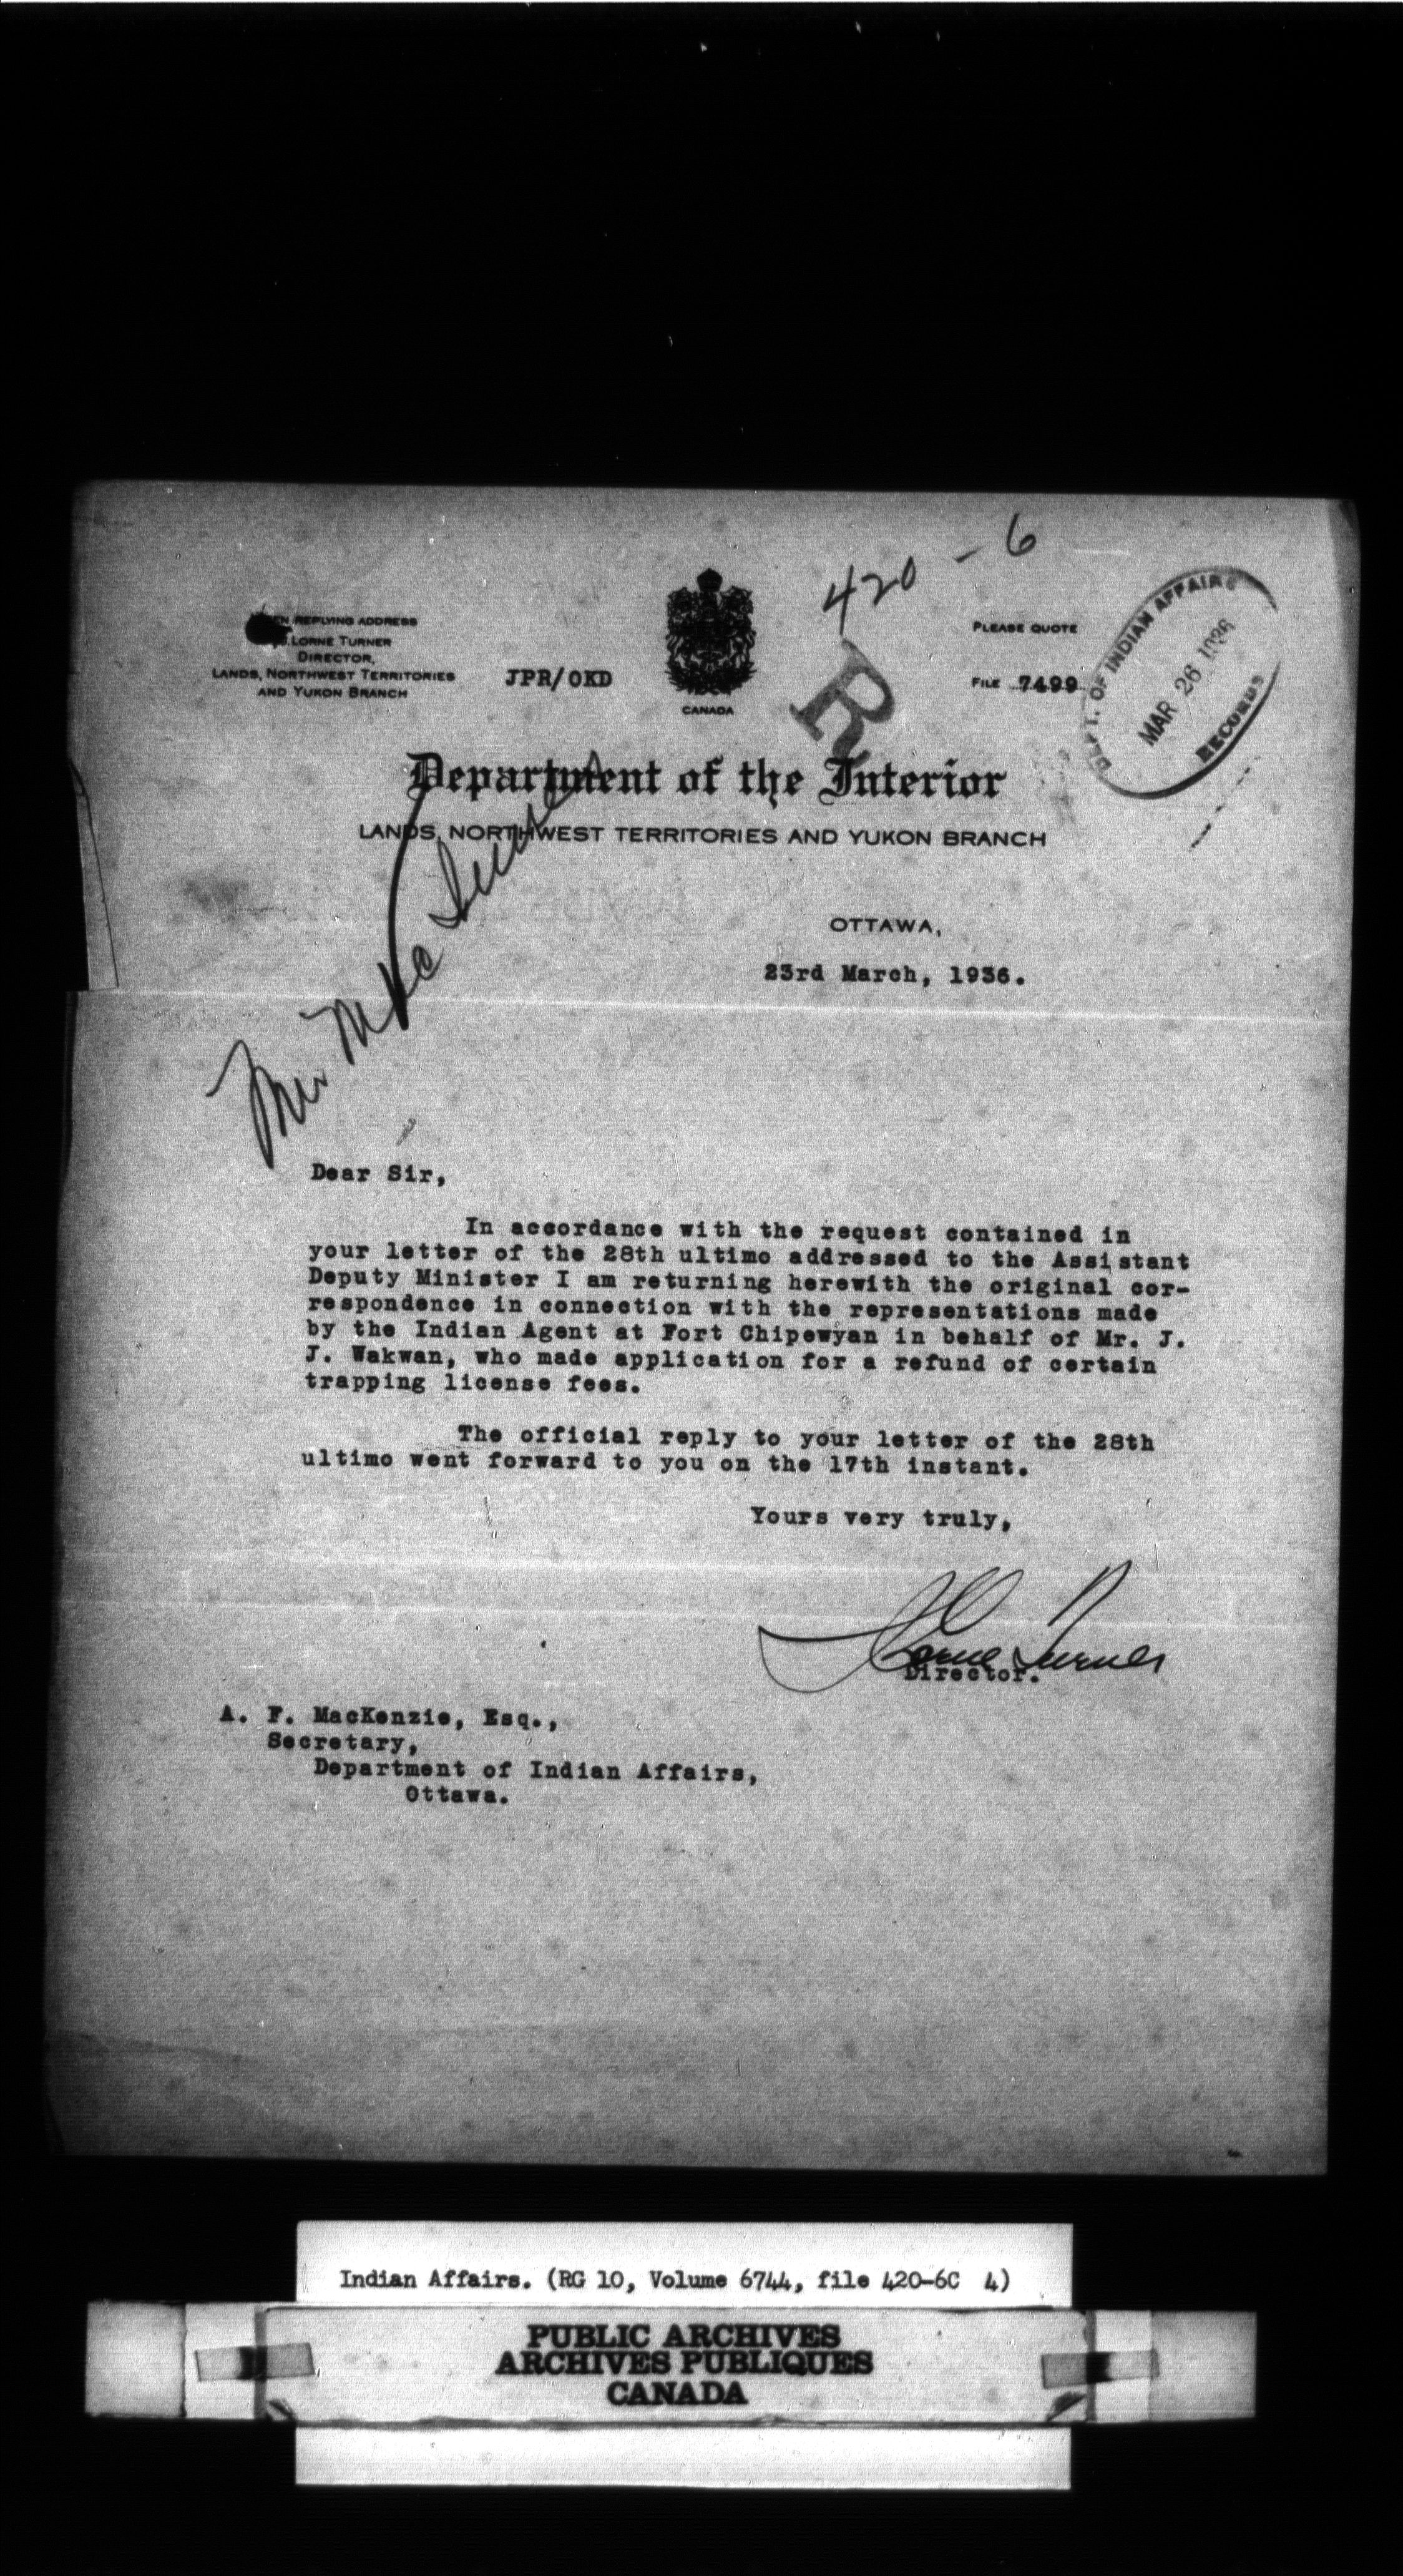 420-6
REPLYING ADDRESS
LORNE TURNER
DIRECTOR,
LANDS, NORTHWEST TERRITORIES
AND YUKON BRANCH
JPR/OKD
CANADA
R
PLEASE QUOTE
FILE 7499
DEPT. OF INDIAN AFFAIRS
MAR 26 1936
RECORDS
Department of the Interior
LANDS, NORTHWEST TERRITORIES AND YUKON BRANCH
OTTAWA,
23rd March, 1936.
Mr
Dear Sir,
In accordance with the request contained in
your letter of the 28th ultimo addressed to the Assistant
Deputy Minister I am returning herewith the original cor-
respondence in connection with the representations made
by the Indian Agent at Fort Chipewyan in behalf of Mr. J.
J. Wakwan, who made application for a refund of certain
trapping license fees.
The official reply to your letter of the 28th
ultimo went forward to you on the 17th instant.
Yours very truly,
Lorne Turner
Director.
A. F. MacKenzie, Esq.,
Secretary,
Department of Indian Affairs,
Ottawa.
Indian Affairs. (RG 10, Volume 6744, file 420-6C 4)
PUBLIC ARCHIVES
ARCHIVES PUBLIQUES
CANADA